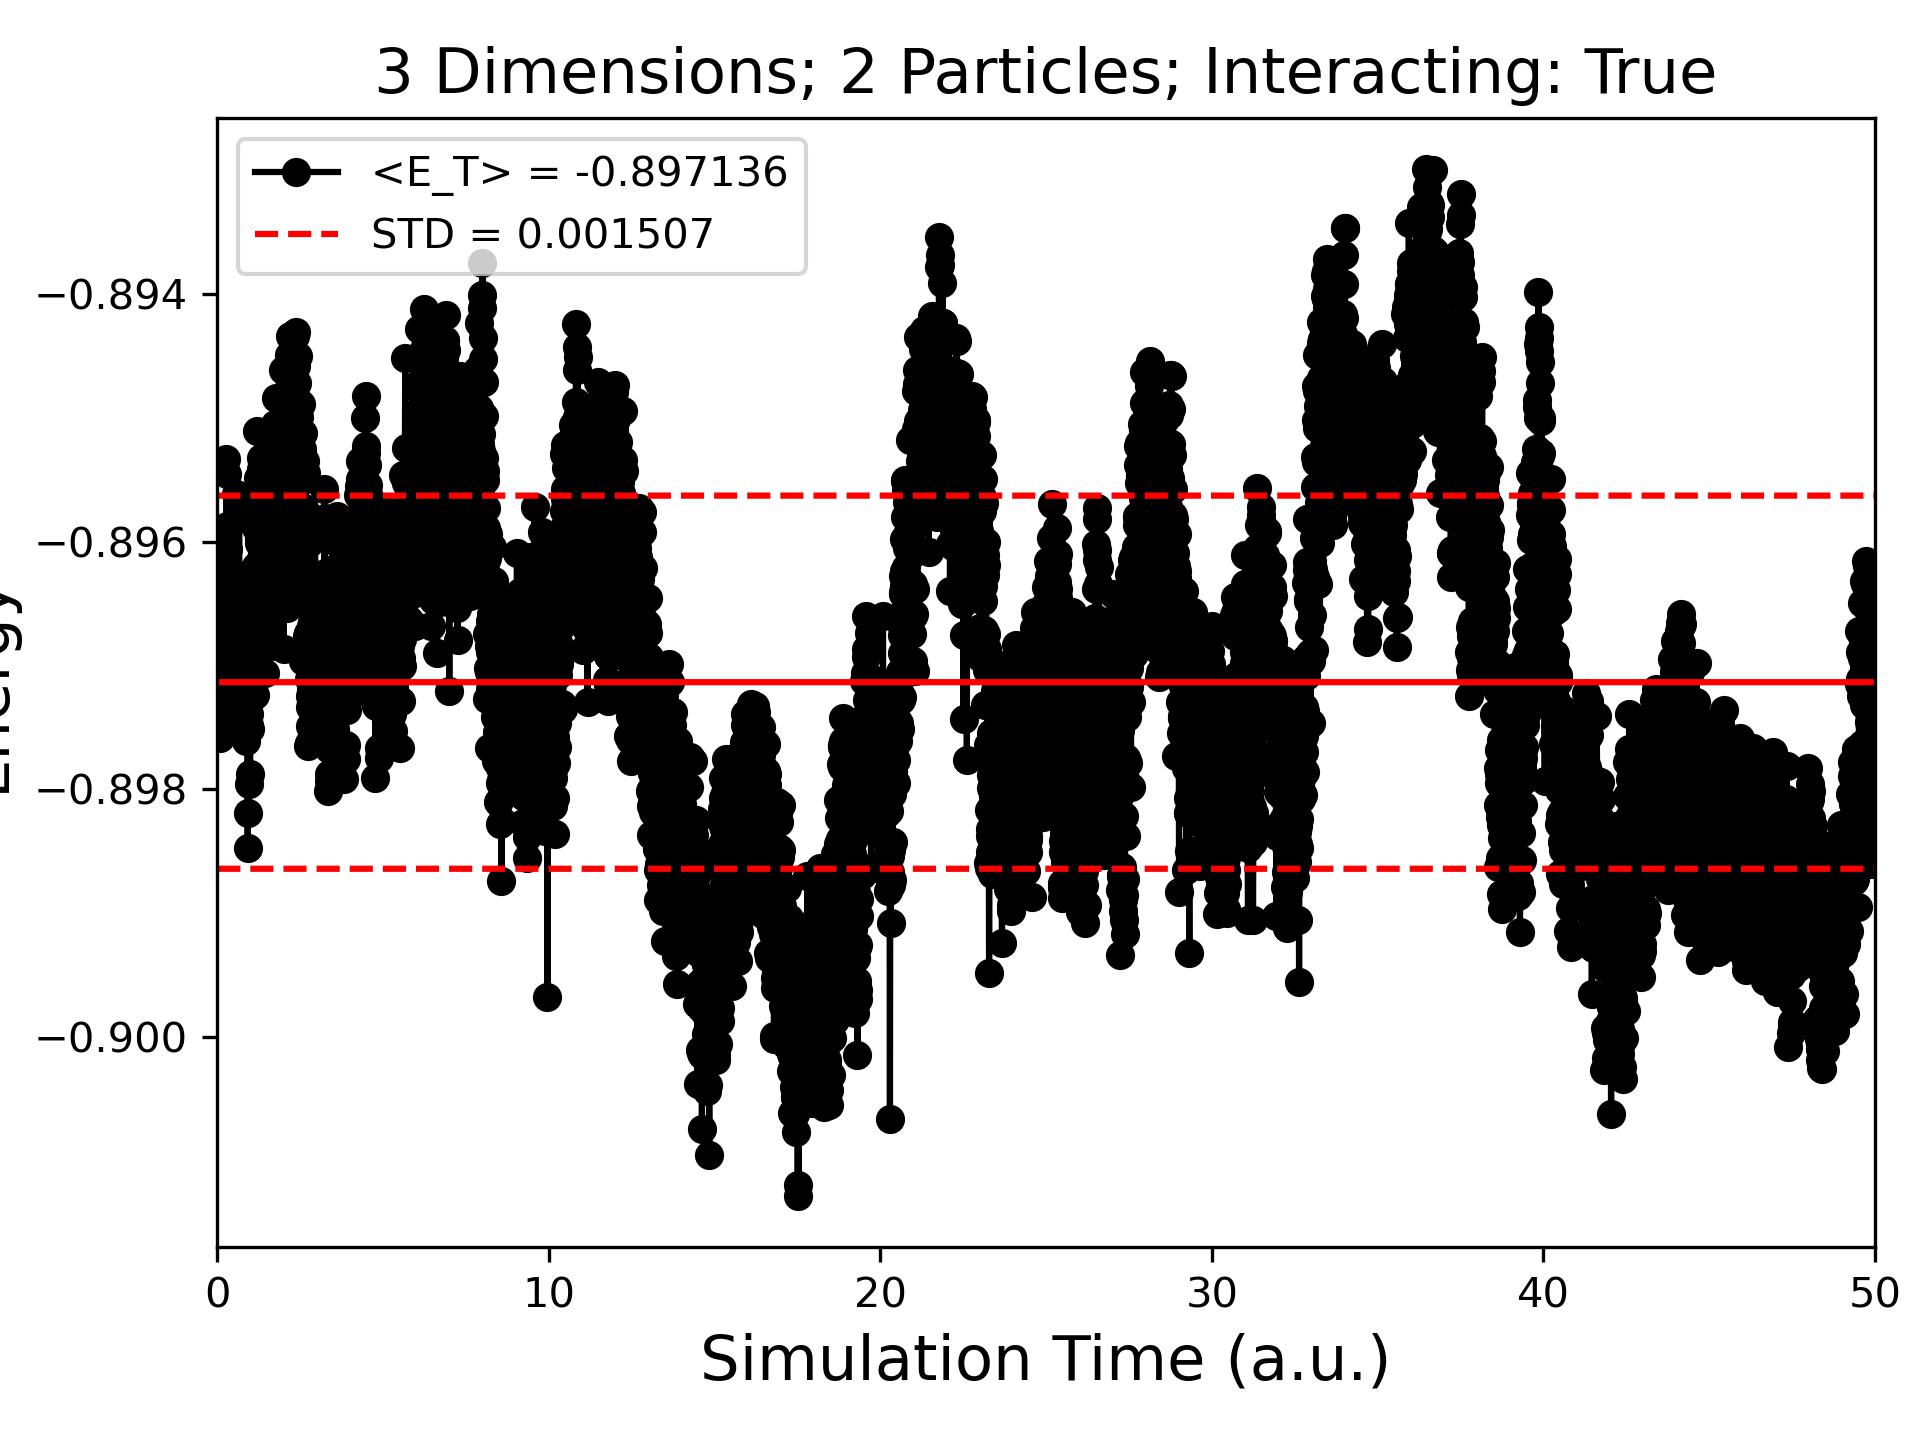 3 Dimensions; 2 Particles; Interacting: True
<E_T> = -0.897136
STD = 0.001507
−0.894
−0.896
−0.898
−0.900
0 10 20 30 40 50
Simulation Time (a.u.)